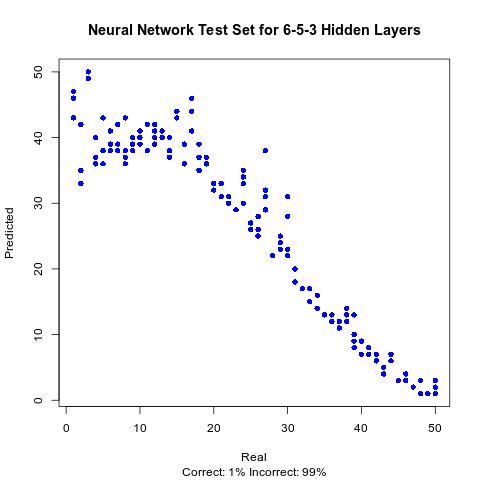 Neural Network Test Set for 6-5-3 Hidden Layers
Predicted
50
40
30
20
10
0
0 10 20 30 40 50
Real
Correct: 1% Incorrect: 99%